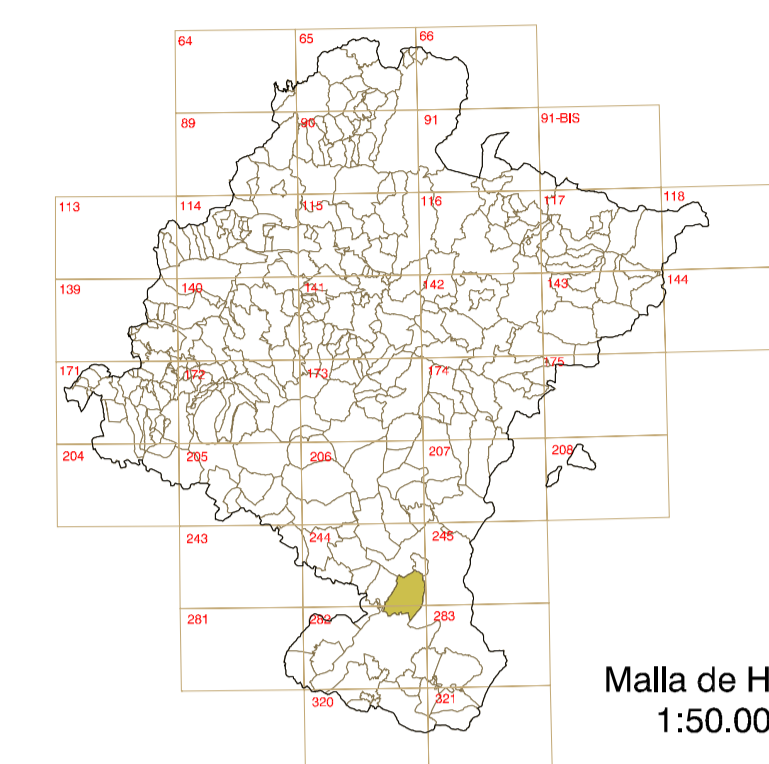 64 65 66
89 90 91 91-BIS
113 114 115 116 117 118
139 140 141 142 143 144
171 172 173 174 175
204 205 206 207 208
243 244 245
281 282 283
320 321
Malla de H
1:50.00